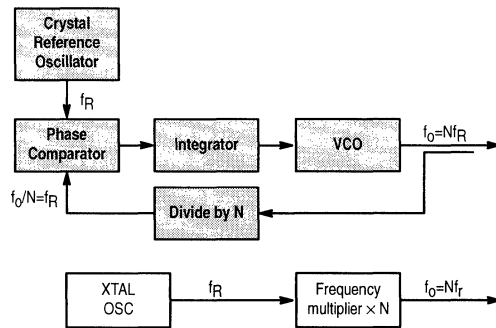 Crystal
Reference
Oscillator
fR
Phase
Comparator
Integrator
VCO
fo=NfR
fo/N=fR
Divide by N
XTAL
OSC
fR
Frequency
multiplier × N
fo=Nfr